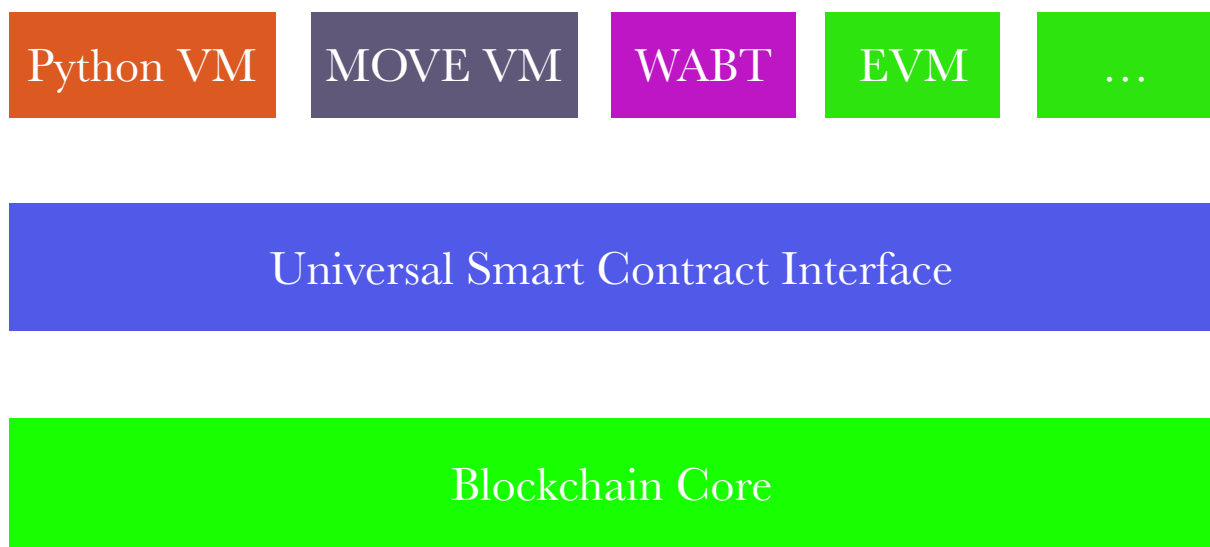 Python VM
MOVE VM
WABT
EVM
...
Universal Smart Contract Interface
Blockchain Core